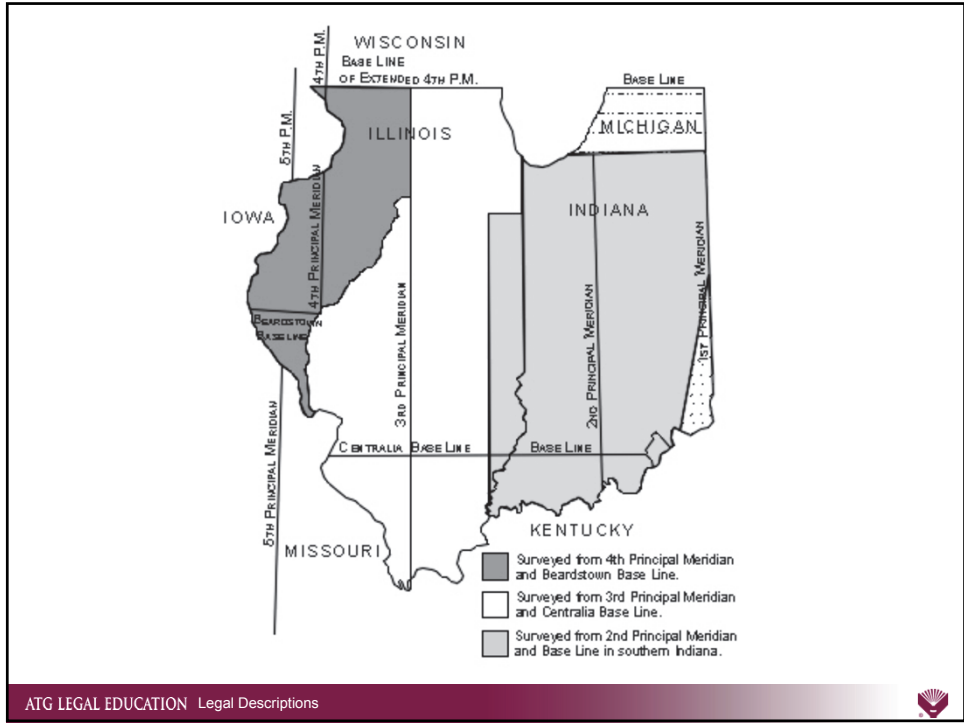 WISCONSIN
BASE LINE
OF EXTENDED 4TH P.M.
4TH P.M.
BASE LINE
5TH P.M.
ILLINOIS
MICHIGAN
IOWA
INDIANA
4TH PRINCIPAL MERIDIAN
3RD PRINCIPAL MERIDIAN
2ND PRINCIPAL MERIDIAN
1ST PRINCIPAL MERIDIAN
BEARDSTOWN
BASE LINE
CENTRALIA BASE LINE
BASE LINE
5TH PRINCIPAL MERIDIAN
MISSOURI
KENTUCKY
Surveyed from 4th Principal Meridian
and Beardstown Base Line.
Surveyed from 3rd Principal Meridian
and Centralia Base Line.
Surveyed from 2nd Principal Meridian
and Base Line in southern Indiana.
ATG LEGAL EDUCATION Legal Descriptions
®